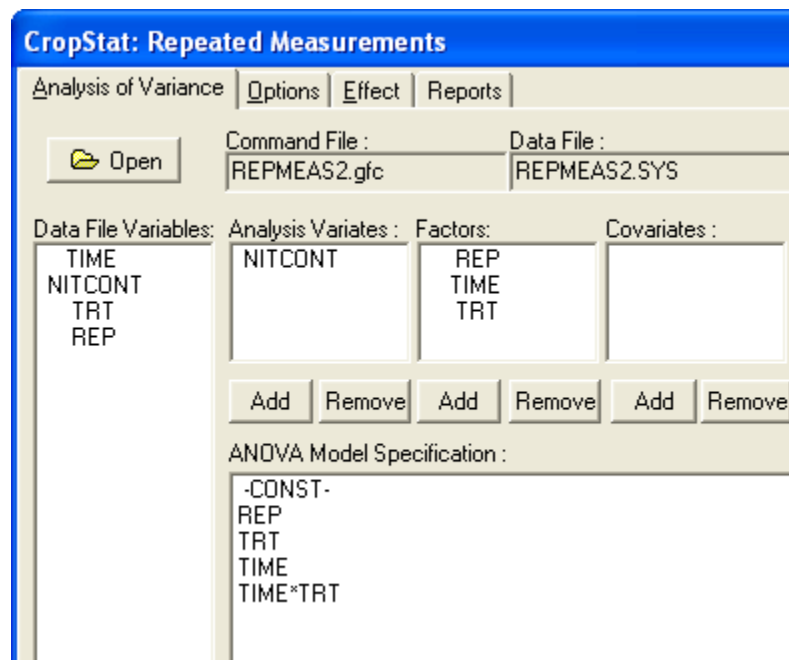 CropStat: Repeated Measurements
Analysis of Variance Options Effect Reports
Open
Command File : Data File :
REPMEAS2.gfc REPMEAS2.SYS
Data File Variables: Analysis Variates : Factors: Covariates :
TIME NITCONT REP
NITCONT TIME
TRT TRT
REP
Add Remove Add Remove Add Remove
ANOVA Model Specification :
-CONST-
REP
TRT
TIME
TIME*TRT